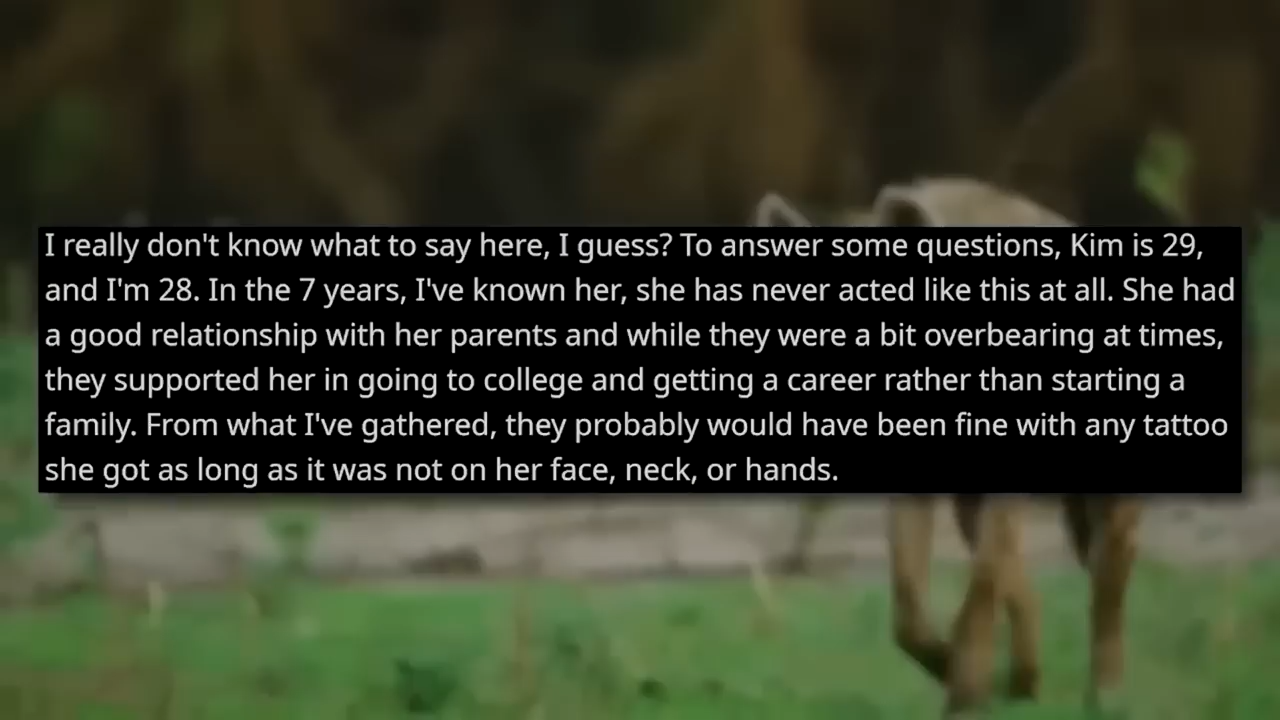 I really don't know what to say here, I guess? To answer some questions, Kim is 29,
and I'm 28. In the 7 years, I've known her, she has never acted like this at all. She had
a good relationship with her parents and while they were a bit overbearing at times,
they supported her in going to college and getting a career rather than starting a
family. From what I've gathered, they probably would have been fine with any tattoo
she got as long as it was not on her face, neck, or hands.